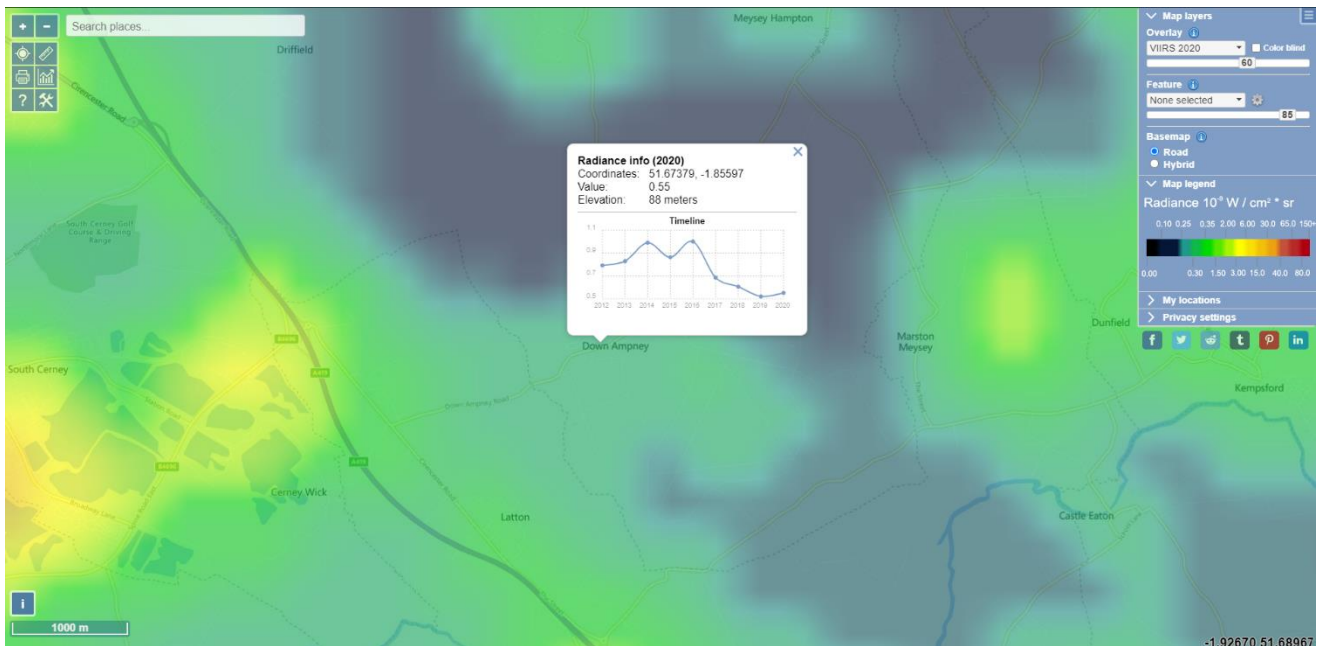 + −
Search places...
Meysey Hampton
Driffield
Cirencester Road
?
South Cerney Golf
Course & Driving
Range
South Cerney
Cerney Wick
Latton
Down Ampney
Down Ampney Road
Marston
Meysey
Dunfield
Kempsford
Castle Eaton
A419
A419
Radiance info (2020)
Coordinates: 51.67379, -1.85597
Value: 0.55
Elevation: 88 meters
Timeline
1.1
0.9
0.7
0.5
2012 2013 2014 2015 2016 2017 2018 2019 2020
Map layers
Overlay i
VIIRS 2020 Color blind
60
Feature i
None selected
85
Basemap i
Road
Hybrid
Map legend
Radiance 10⁻⁹ W / cm² * sr
0.10 0.25 0.35 2.00 6.00 30.0 65.0 150+
0.00 0.30 1.50 3.00 15.0 40.0 80.0
My locations
Privacy settings
f t P in
i
1000 m
-1.92670,51.68967